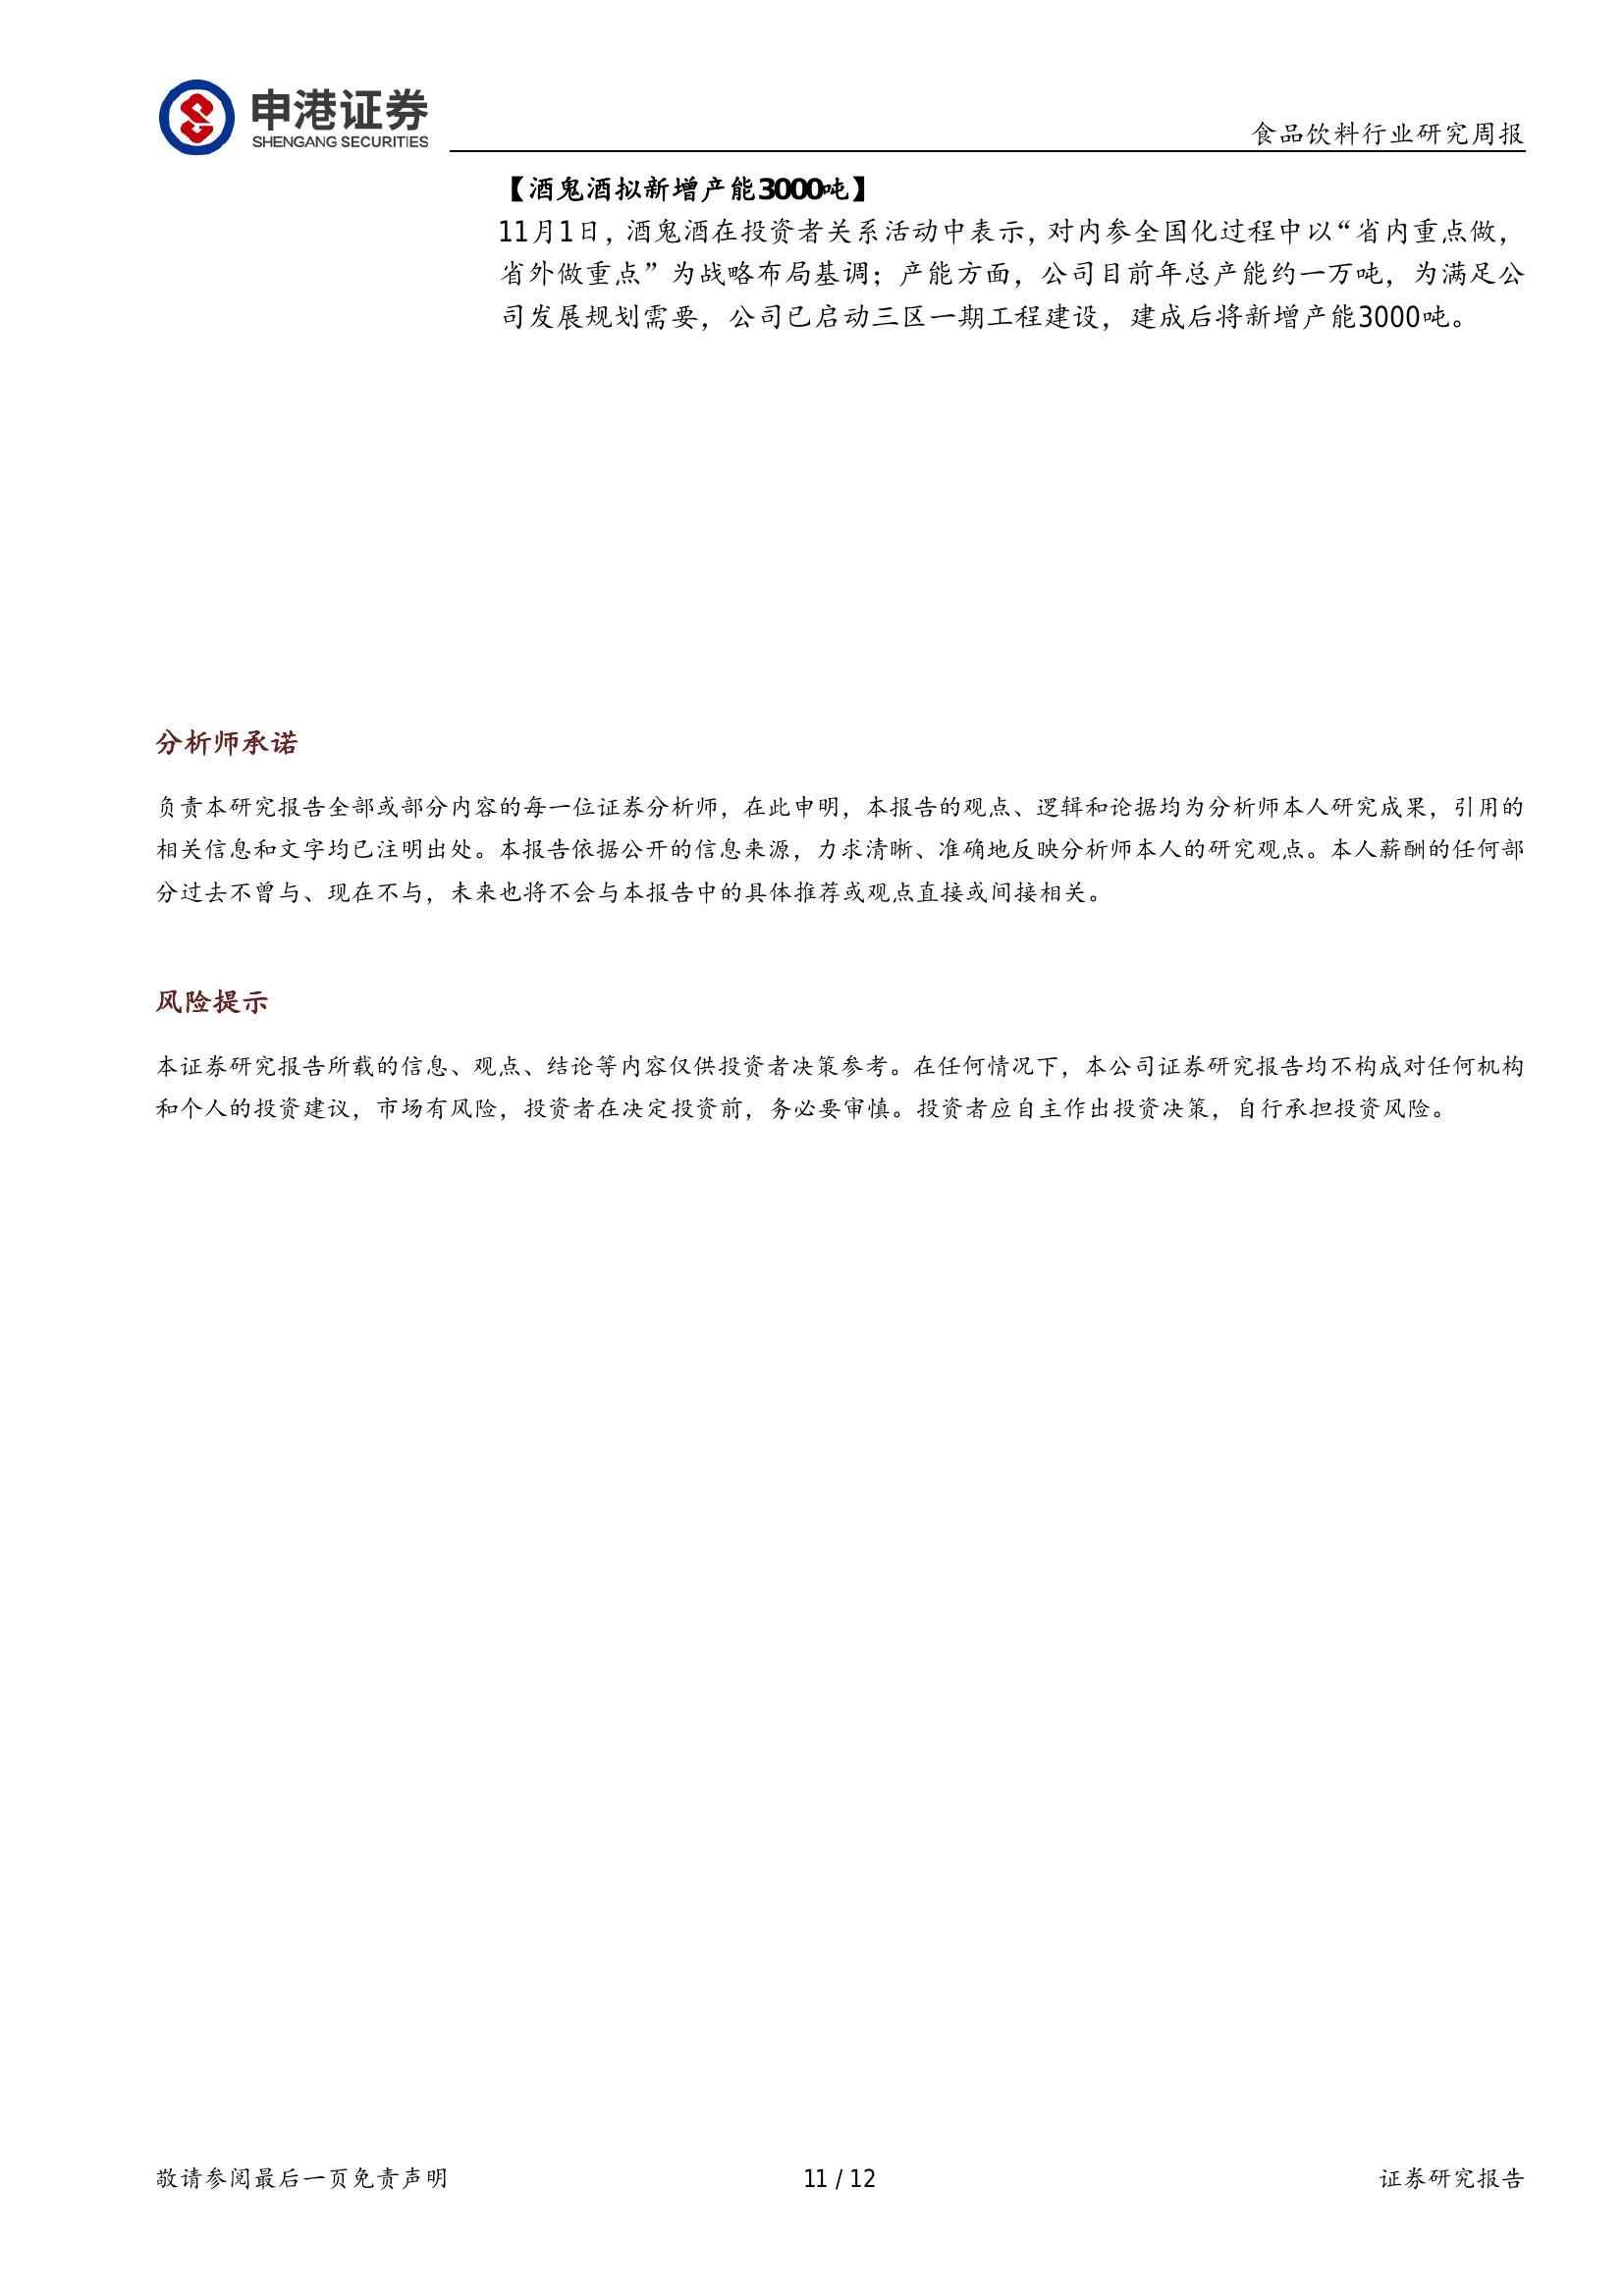 申港证券
SHENGANG SECURITIES
食品饮料行业研究周报
【酒鬼酒拟新增产能3000吨】
11月1日，酒鬼酒在投资者关系活动中表示，对内参全国化过程中以“省内重点做，
省外做重点”为战略布局基调；产能方面，公司目前年总产能约一万吨，为满足公
司发展规划需要，公司已启动三区一期工程建设，建成后将新增产能3000吨。
分析师承诺
负责本研究报告全部或部分内容的每一位证券分析师，在此申明，本报告的观点、逻辑和论据均为分析师本人研究成果，引用的
相关信息和文字均已注明出处。本报告依据公开的信息来源，力求清晰、准确地反映分析师本人的研究观点。本人薪酬的任何部
分过去不曾与、现在不与，未来也将不会与本报告中的具体推荐或观点直接或间接相关。
风险提示
本证券研究报告所载的信息、观点、结论等内容仅供投资者决策参考。在任何情况下，本公司证券研究报告均不构成对任何机构
和个人的投资建议，市场有风险，投资者在决定投资前，务必要审慎。投资者应自主作出投资决策，自行承担投资风险。
敬请参阅最后一页免责声明
11 / 12
证券研究报告